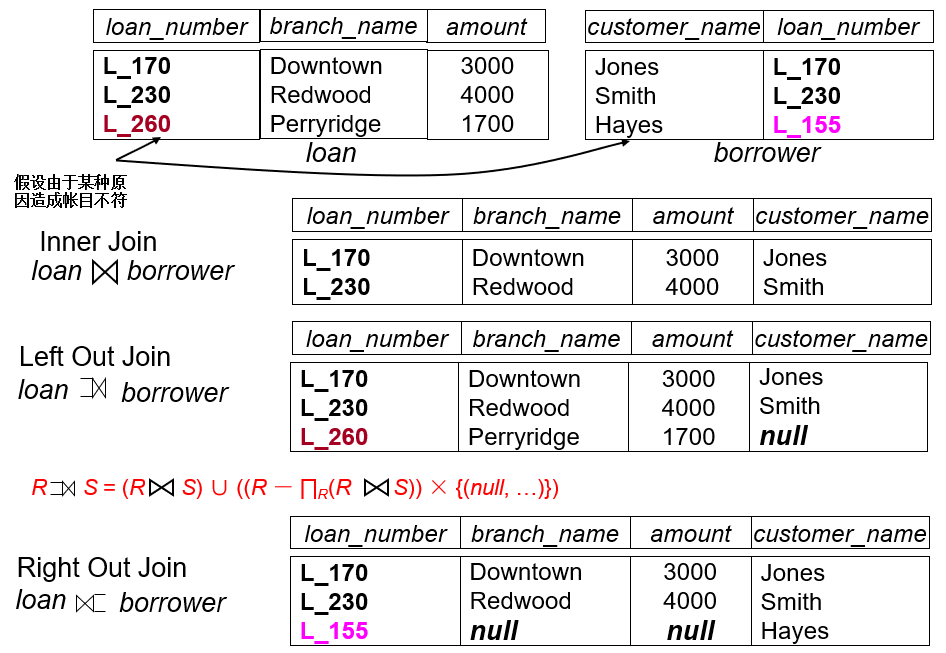 loan_number branch_name amount customer_name loan_number
L_170 Downtown 3000 Jones L_170
L_230 Redwood 4000 Smith L_230
L_260 Perryridge 1700 Hayes L_155
loan borrower
假设由于某种原
因造成帐目不符
loan_number branch_name amount customer_name
Inner Join
loan ⋈ borrower
L_170 Downtown 3000 Jones
L_230 Redwood 4000 Smith
loan_number branch_name amount customer_name
Left Out Join
loan ⟕ borrower
L_170 Downtown 3000 Jones
L_230 Redwood 4000 Smith
L_260 Perryridge 1700 null
R ⟕ S = (R ⋈ S) ∪ ((R − ∏R(R ⋈ S)) × {(null, …)})
loan_number branch_name amount customer_name
Right Out Join
loan ⟖ borrower
L_170 Downtown 3000 Jones
L_230 Redwood 4000 Smith
L_155 null null Hayes